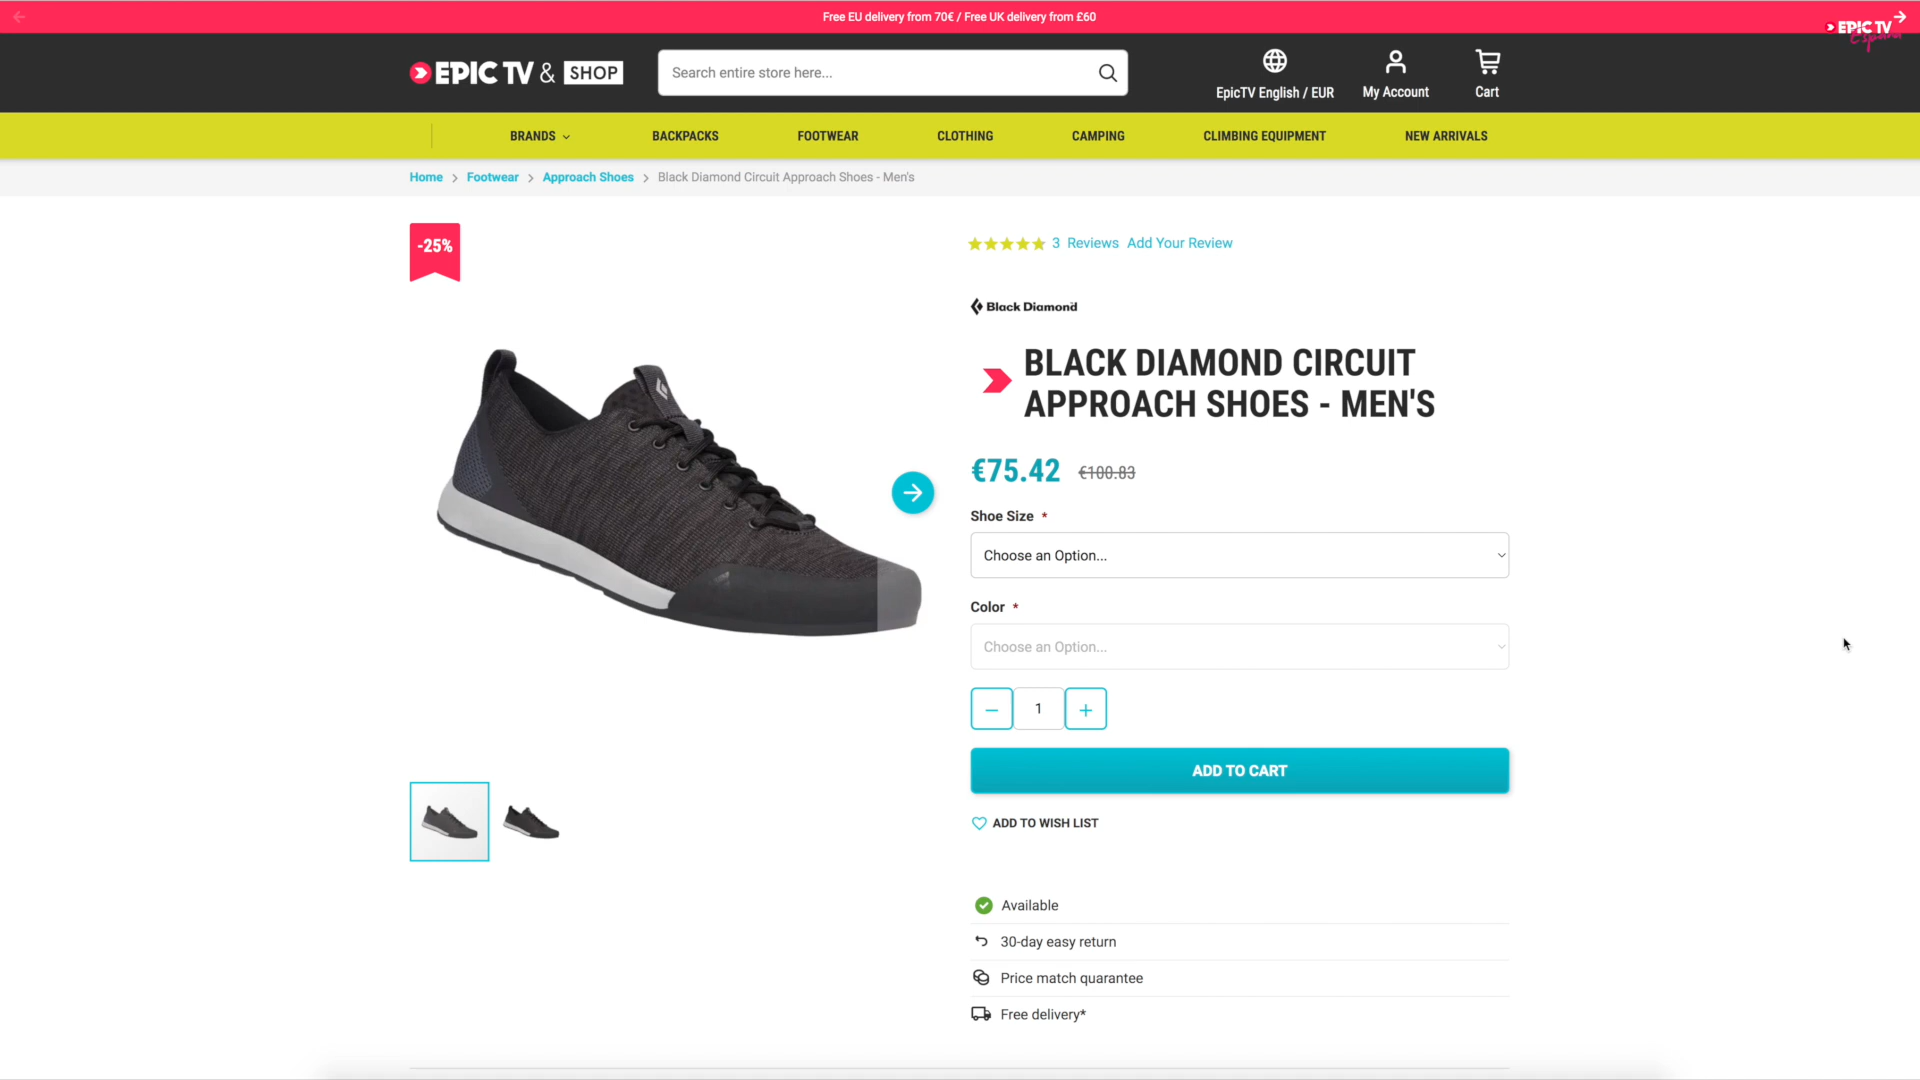 Free EU delivery from 70€ / Free UK delivery from £60
EPIC TV
España
EPIC TV & SHOP
Search entire store here...
EpicTV English / EUR
My Account
Cart
BRANDS
BACKPACKS
FOOTWEAR
CLOTHING
CAMPING
CLIMBING EQUIPMENT
NEW ARRIVALS
Home > Footwear > Approach Shoes > Black Diamond Circuit Approach Shoes - Men's
-25%
3 Reviews Add Your Review
Black Diamond
BLACK DIAMOND CIRCUIT
APPROACH SHOES - MEN'S
€75.42 €100.83
Shoe Size *
Choose an Option...
Color *
Choose an Option...
1
ADD TO CART
ADD TO WISH LIST
Available
30-day easy return
Price match quarantee
Free delivery*